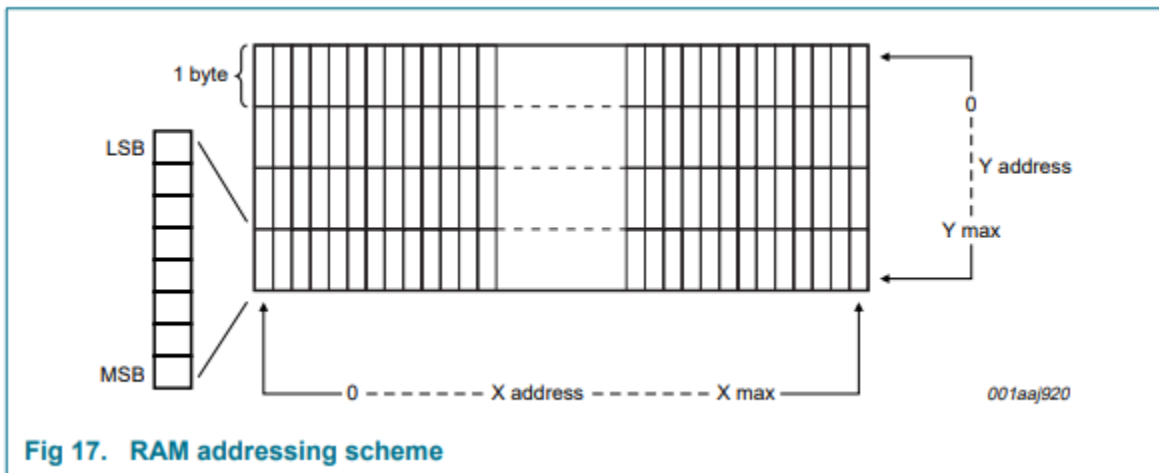 1 byte
0
LSB
Y address
Y max
MSB
0 X address X max
001aaj920
Fig 17. RAM addressing scheme